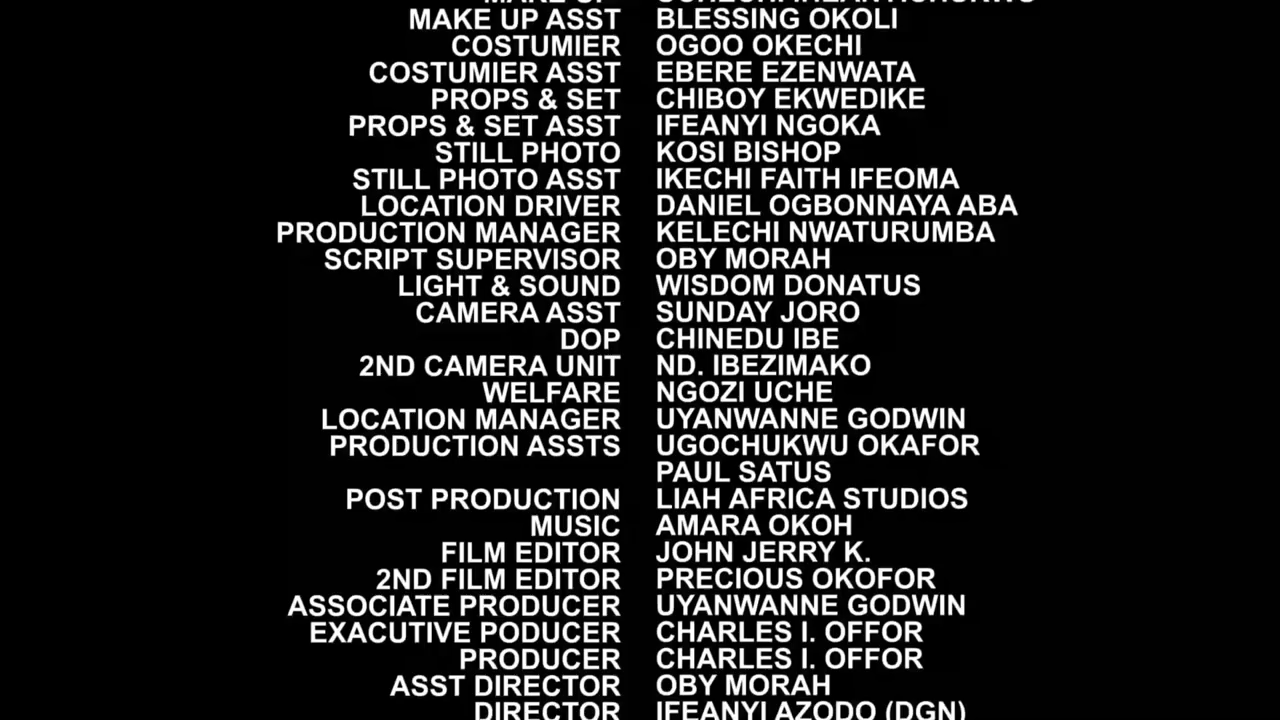 MAKE UP
MAKE UP ASST BLESSING OKOLI
COSTUMIER OGOO OKECHI
COSTUMIER ASST EBERE EZENWATA
PROPS & SET CHIBOY EKWEDIKE
PROPS & SET ASST IFEANYI NGOKA
STILL PHOTO KOSI BISHOP
STILL PHOTO ASST IKECHI FAITH IFEOMA
LOCATION DRIVER DANIEL OGBONNAYA ABA
PRODUCTION MANAGER KELECHI NWATURUMBA
SCRIPT SUPERVISOR OBY MORAH
LIGHT & SOUND WISDOM DONATUS
CAMERA ASST SUNDAY JORO
DOP CHINEDU IBE
2ND CAMERA UNIT ND. IBEZIMAKO
WELFARE NGOZI UCHE
LOCATION MANAGER UYANWANNE GODWIN
PRODUCTION ASSTS UGOCHUKWU OKAFOR
PAUL SATUS
POST PRODUCTION LIAH AFRICA STUDIOS
MUSIC AMARA OKOH
FILM EDITOR JOHN JERRY K.
2ND FILM EDITOR PRECIOUS OKOFOR
ASSOCIATE PRODUCER UYANWANNE GODWIN
EXACUTIVE PODUCER CHARLES I. OFFOR
PRODUCER CHARLES I. OFFOR
ASST DIRECTOR OBY MORAH
DIRECTOR IFEANYI AZODO (DGN)